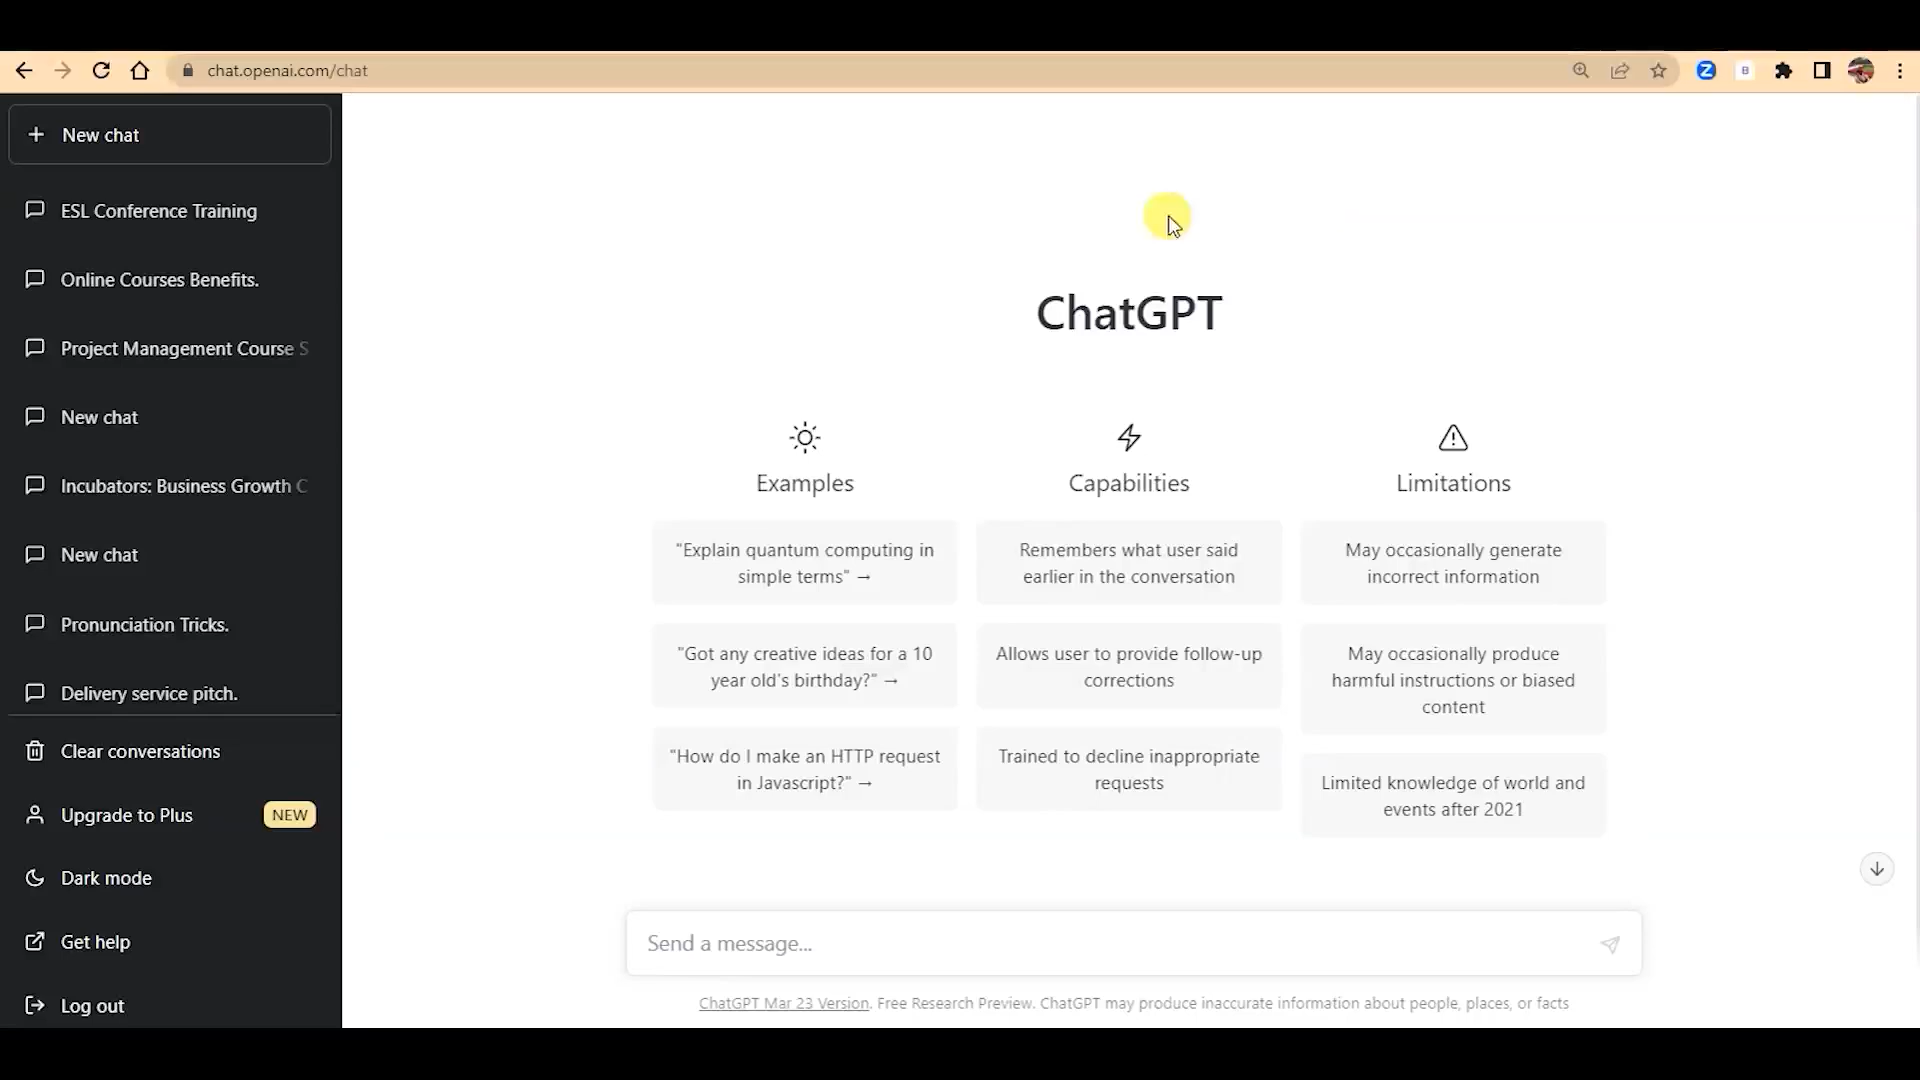 chat.openai.com/chat
New chat
ESL Conference Training
Online Courses Benefits.
Project Management Course S
New chat
Incubators: Business Growth C
New chat
Pronunciation Tricks.
Delivery service pitch.
Clear conversations
Upgrade to Plus NEW
Dark mode
Get help
Log out
ChatGPT
Examples
"Explain quantum computing in
simple terms" →
"Got any creative ideas for a 10
year old's birthday?" →
"How do I make an HTTP request
in Javascript?" →
Capabilities
Remembers what user said
earlier in the conversation
Allows user to provide follow-up
corrections
Trained to decline inappropriate
requests
Limitations
May occasionally generate
incorrect information
May occasionally produce
harmful instructions or biased
content
Limited knowledge of world and
events after 2021
Send a message...
ChatGPT Mar 23 Version. Free Research Preview. ChatGPT may produce inaccurate information about people, places, or facts